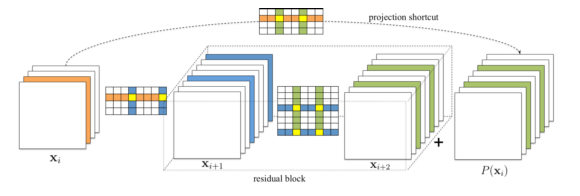 projection shortcut
x_i
x_{i+1}
x_{i+2}
+
P(x_i)
residual block